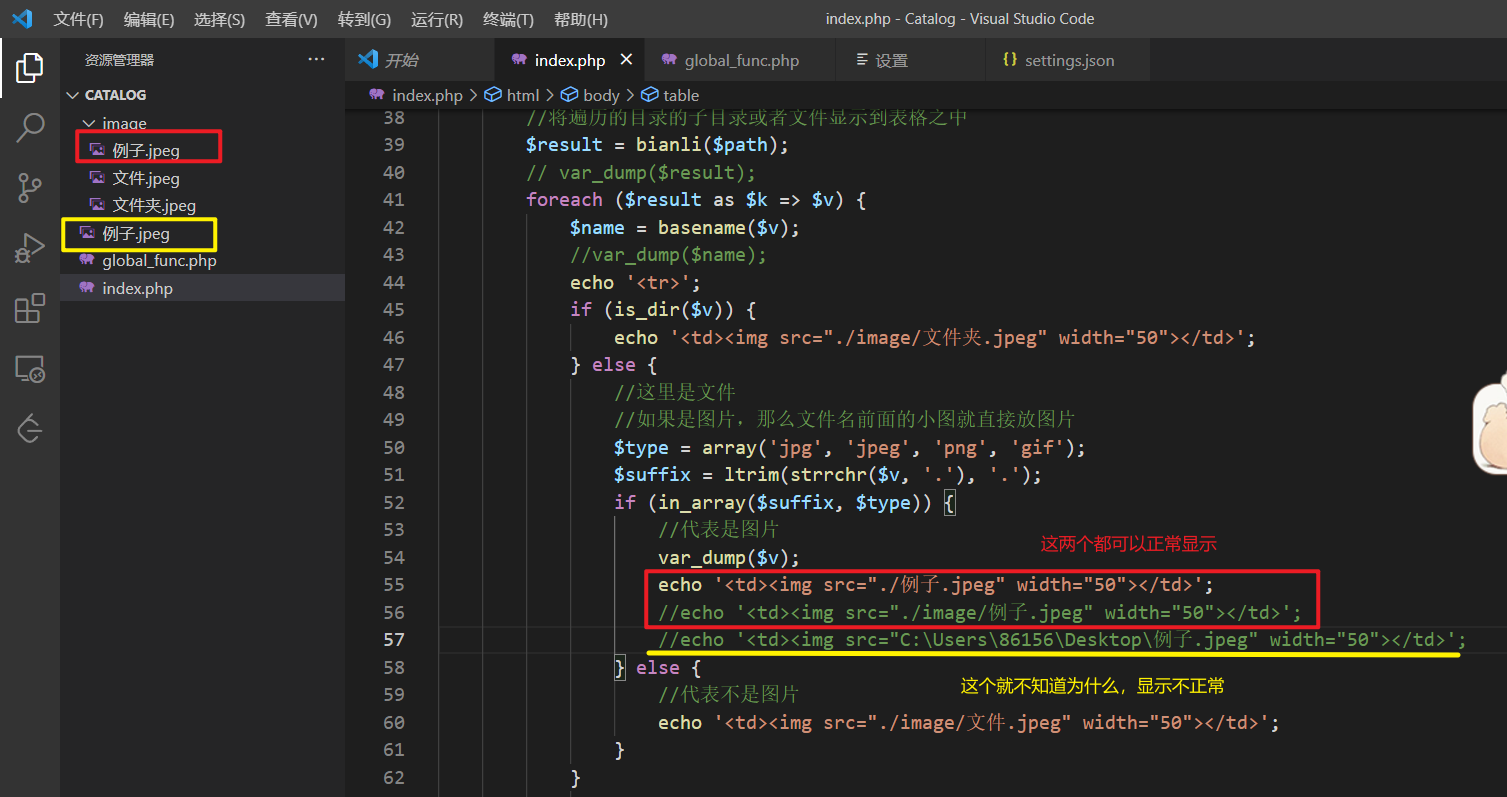 文件(F) 编辑(E) 选择(S) 查看(V) 转到(G) 运行(R) 终端(T) 帮助(H) index.php - Catalog - Visual Studio Code
资源管理器 ···
CATALOG
image
例子.jpeg
文件.jpeg
文件夹.jpeg
例子.jpeg
global_func.php
index.php
开始 index.php global_func.php 设置 settings.json
index.php > html > body > table
38 //将遍历的目录的子目录或者文件显示到表格之中
39 $result = bianli($path);
40 // var_dump($result);
41 foreach ($result as $k => $v) {
42 $name = basename($v);
43 //var_dump($name);
44 echo '<tr>';
45 if (is_dir($v)) {
46 echo '<td><img src="./image/文件夹.jpeg" width="50"></td>';
47 } else {
48 //这里是文件
49 //如果是图片，那么文件名前面的小图就直接放图片
50 $type = array('jpg', 'jpeg', 'png', 'gif');
51 $suffix = ltrim(strrchr($v, '.'), '.');
52 if (in_array($suffix, $type)) {
53 //代表是图片
54 var_dump($v);
这两个都可以正常显示
55 echo '<td><img src="./例子.jpeg" width="50"></td>';
56 //echo '<td><img src="./image/例子.jpeg" width="50"></td>';
57 //echo '<td><img src="C:\Users\86156\Desktop\例子.jpeg" width="50"></td>';
58 } else {
这个就不知道为什么，显示不正常
59 //代表不是图片
60 echo '<td><img src="./image/文件.jpeg" width="50"></td>';
61 }
62 }